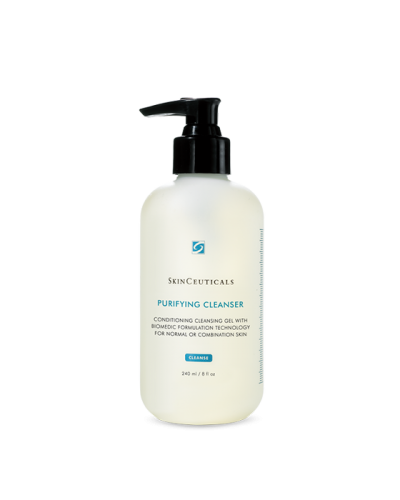 SKINCEUTICALS
PURIFYING CLEANSER
CONDITIONING CLEANSING GEL WITH
BIOMEDIC FORMULATION TECHNOLOGY
FOR NORMAL OR COMBINATION SKIN
CLEANSE
240 ml / 8 fl oz